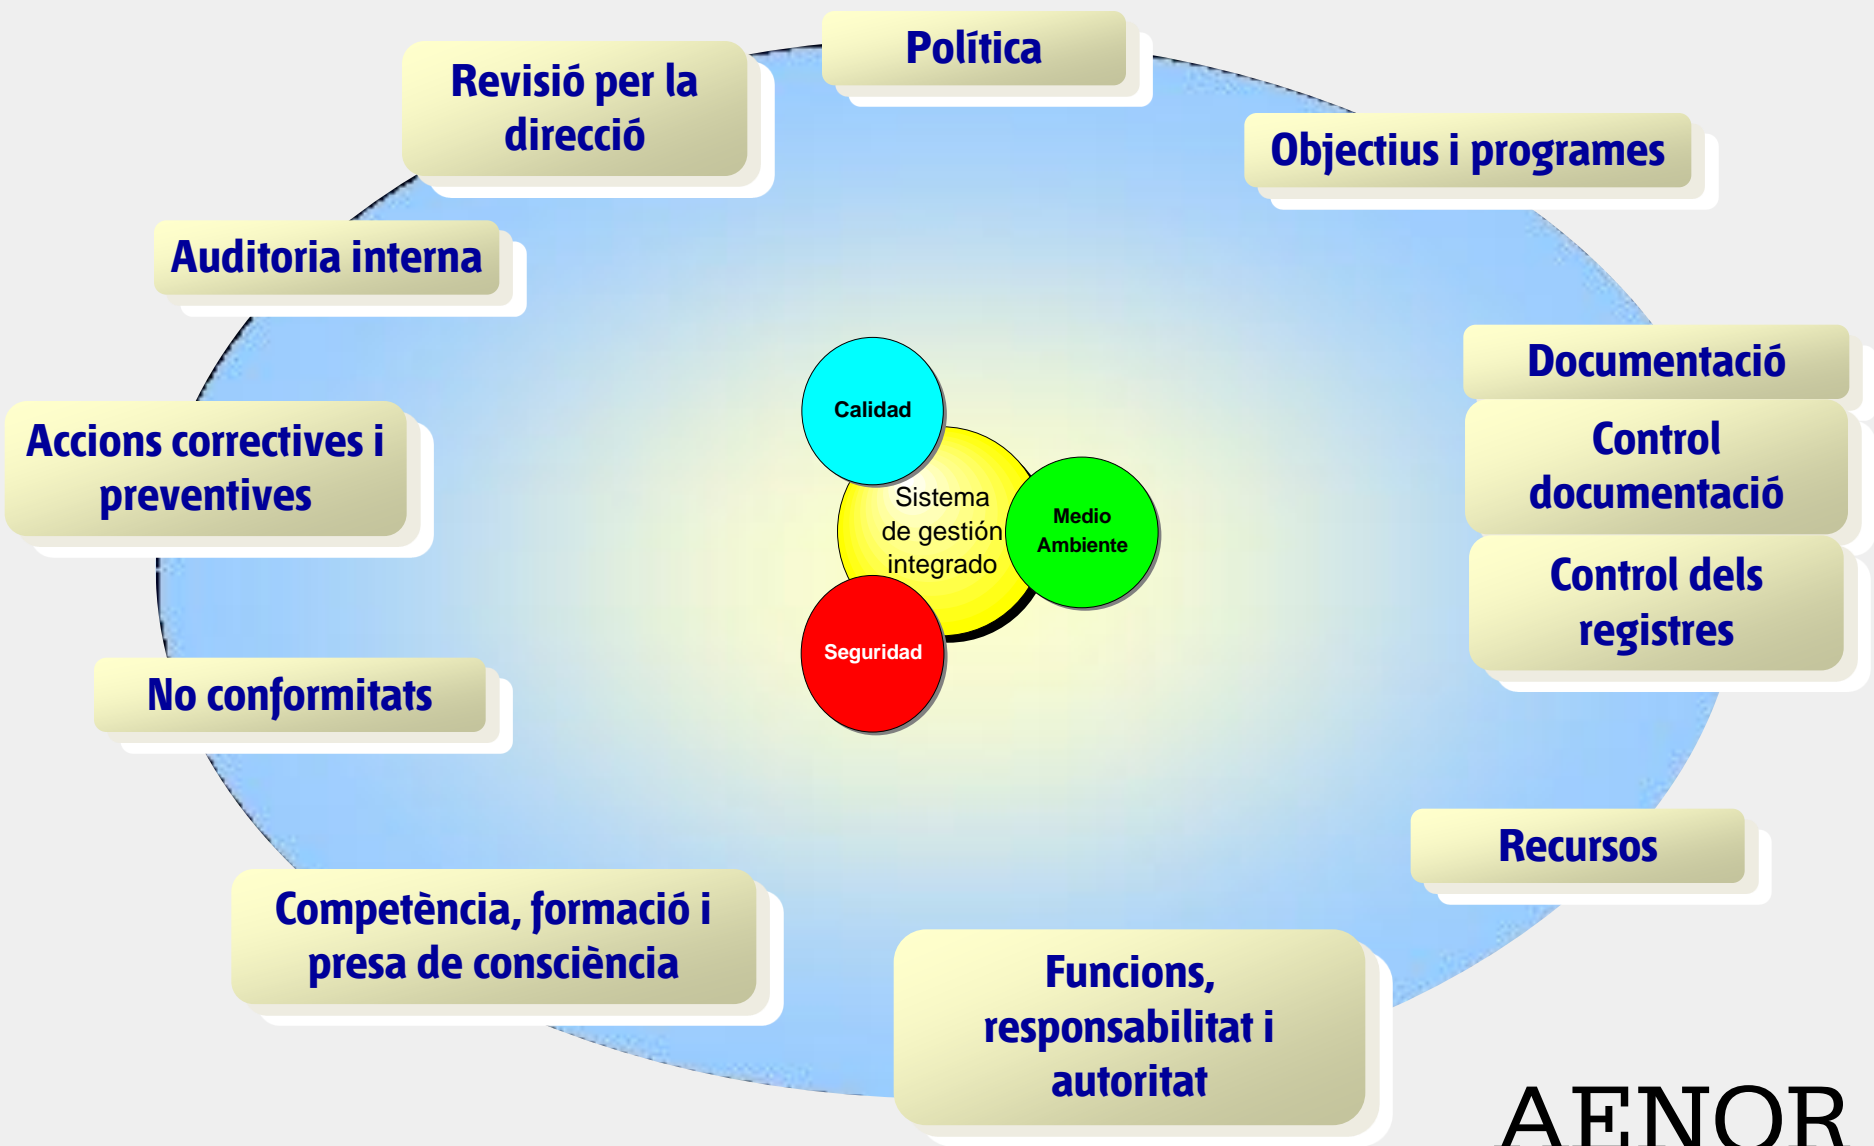 Política
Revisió per la
direcció
Objectius i programes
Auditoria interna
Documentació
Control
documentació
Control dels
registres
Accions correctives i
preventives
Calidad
Sistema
de gestión
integrado
Medio
Ambiente
Seguridad
No conformitats
Recursos
Competència, formació i
presa de consciència
Funcions,
responsabilitat i
autoritat
AENOR